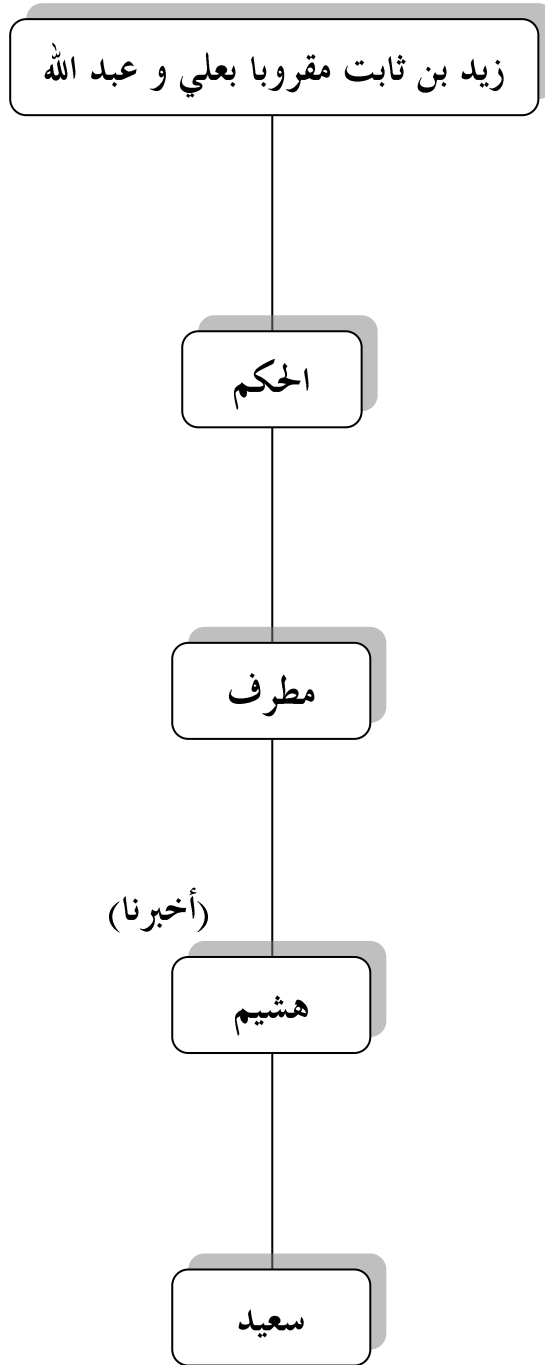 زيد بن ثابت مقروبا بعلي و عبد الله
الحكم
مطرف
(أخبرنا)
هشيم
سعيد